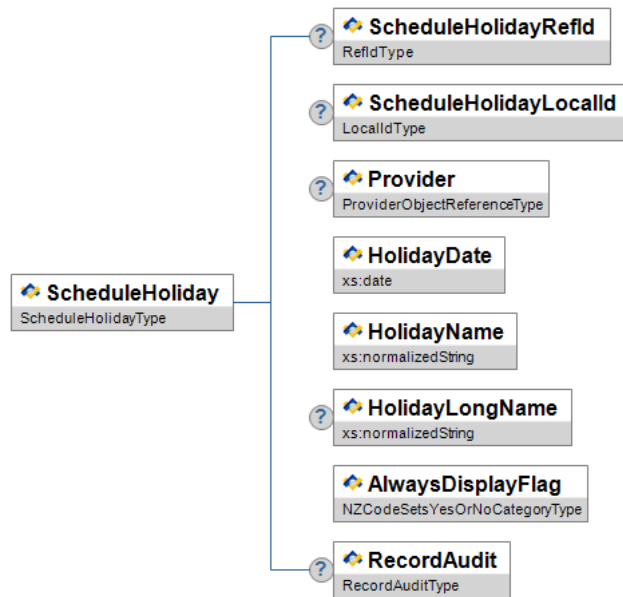 ? ScheduleHolidayRefId
RefIdType
? ScheduleHolidayLocalId
LocalIdType
? Provider
ProviderObjectReferenceType
HolidayDate
xs:date
ScheduleHoliday
ScheduleHolidayType
HolidayName
xs:normalizedString
? HolidayLongName
xs:normalizedString
AlwaysDisplayFlag
NZCodeSetsYesOrNoCategoryType
? RecordAudit
RecordAuditType